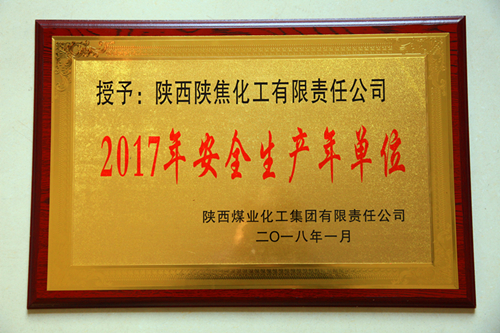 授予：陕西陕焦化工有限责任公司
2017年安全生产年单位
陕西煤业化工集团有限责任公司
二〇一八年一月